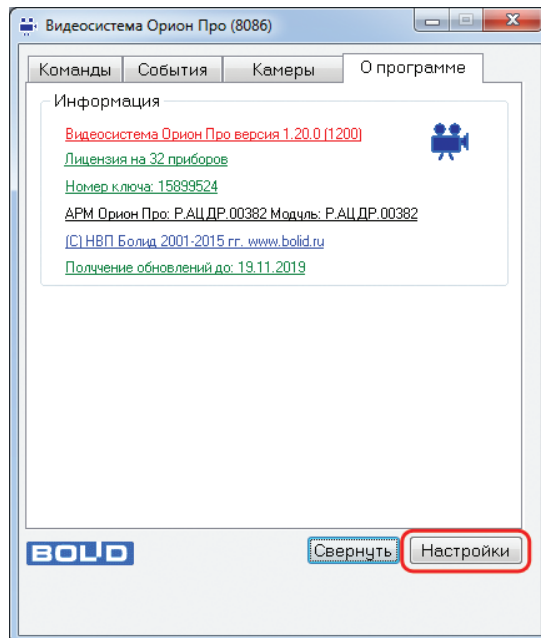 Видеосистема Орион Про (8086)
Команды События Камеры О программе
Информация
Видеосистема Орион Про версия 1.20.0 (1200)
Лицензия на 32 приборов
Номер ключа: 15899524
АРМ Орион Про: Р.АЦДР.00382 Модуль: Р.АЦДР.00382
(С) НВП Болид 2001-2015 гг. www.bolid.ru
Получение обновлений до: 19.11.2019
BOLID Свернуть Настройки